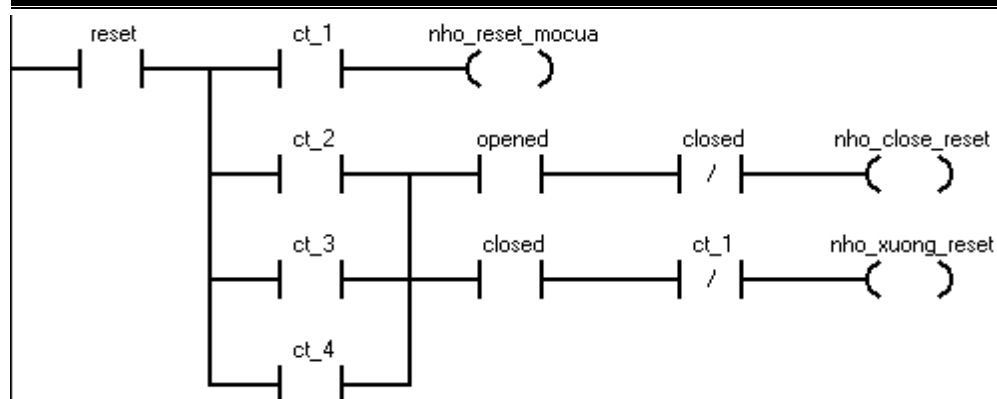 reset ct_1 nho_reset_mocua
ct_2 opened closed nho_close_reset
ct_3 closed ct_1 nho_xuong_reset
ct_4